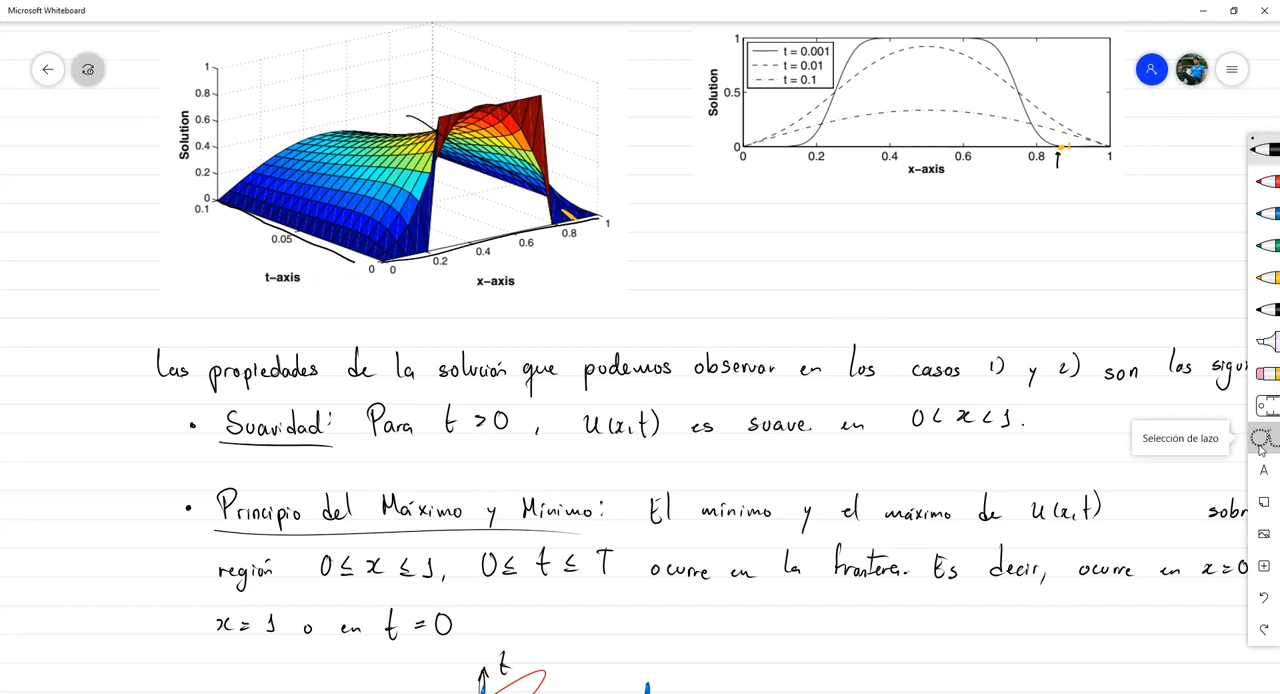 Microsoft Whiteboard
1
0.8
0.6
0.4
0.2
0
Solution
0.1
0.05
0
t-axis
0
0.2
0.4
0.6
0.8
1
x-axis
1
0.5
0
Solution
t = 0.001
t = 0.01
t = 0.1
0
0.2
0.4
0.6
0.8
1
x-axis
Las propiedades de la solución que podemos observar en los casos 1) y 2) son las sigui
• Suavidad: Para t > 0, u(x,t) es suave. en 0 < x < 1.
Selección de lazo
• Principio del Máximo y Mínimo: El mínimo y el máximo de u(x,t) sobr
región 0 ≤ x ≤ 1, 0 ≤ t ≤ T ocurre en la frontera. Es decir, ocurre en x=0
x = 1 o en t = 0
t
A